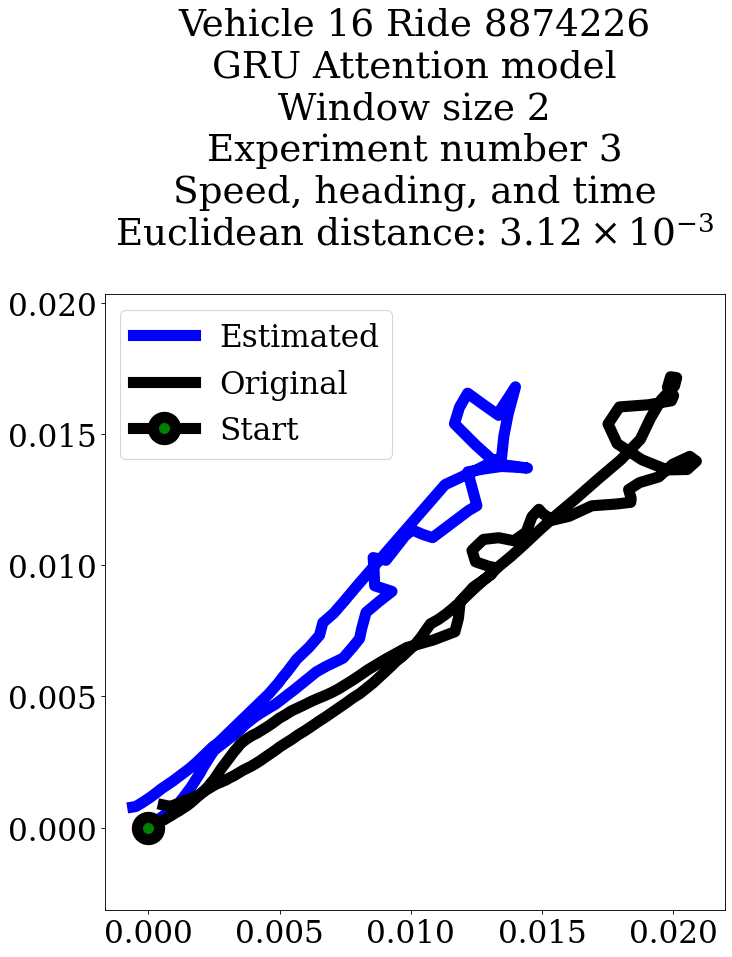 Vehicle 16 Ride 8874226
GRU Attention model
Window size 2
Experiment number 3
Speed, heading, and time
Euclidean distance: 3.12 × 10⁻³
0.020
0.015
0.010
0.005
0.000
Estimated
Original
Start
0.000 0.005 0.010 0.015 0.020